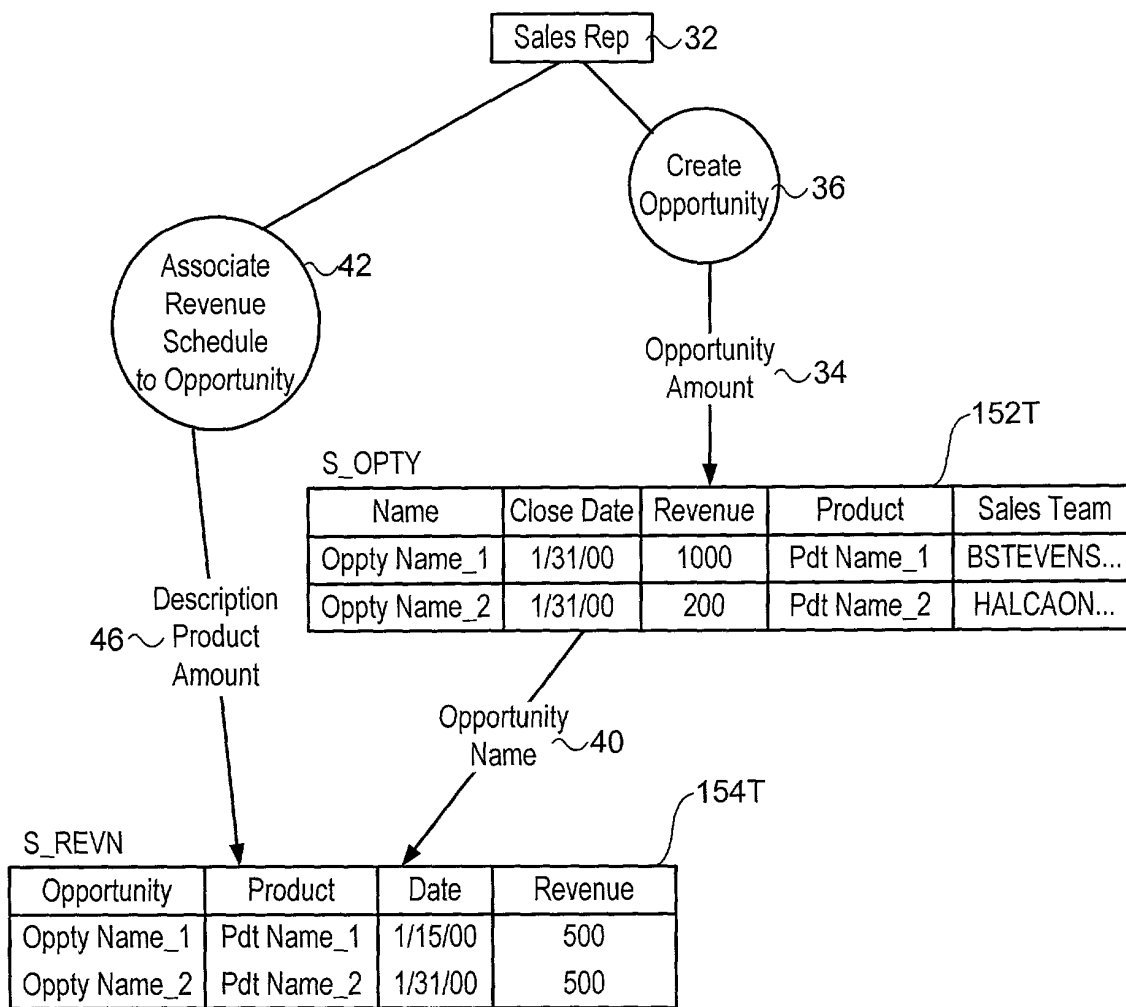 Sales Rep 32
Create
Opportunity 36
Associate 42
Revenue
Schedule
to Opportunity
Opportunity
Amount 34
152T
S_OPTY
Name Close Date Revenue Product Sales Team
Oppty Name_1 1/31/00 1000 Pdt Name_1 BSTEVENS...
Oppty Name_2 1/31/00 200 Pdt Name_2 HALCAON...
Description
46 Product
Amount
Opportunity
Name 40
154T
S_REVN
Opportunity Product Date Revenue
Oppty Name_1 Pdt Name_1 1/15/00 500
Oppty Name_2 Pdt Name_2 1/31/00 500